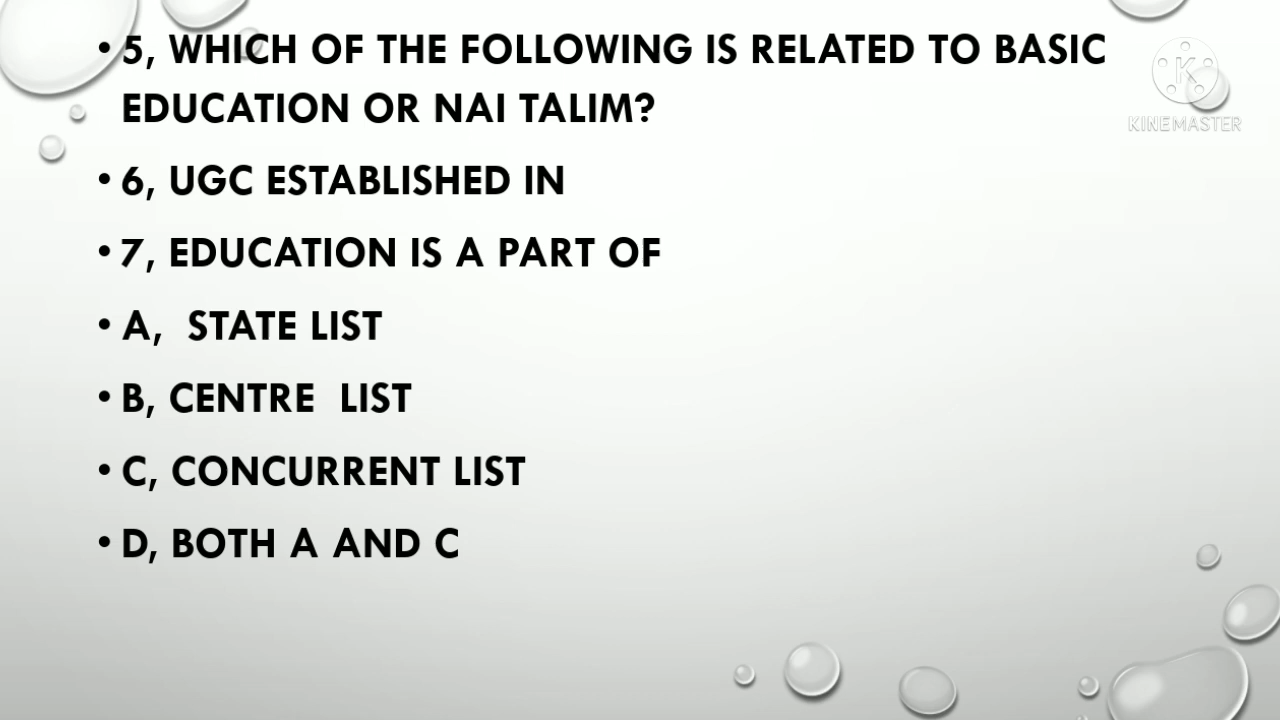 • 5, WHICH OF THE FOLLOWING IS RELATED TO BASIC
EDUCATION OR NAI TALIM?
• 6, UGC ESTABLISHED IN
• 7, EDUCATION IS A PART OF
• A,  STATE LIST
• B, CENTRE  LIST
• C, CONCURRENT LIST
• D, BOTH A AND C
K
KINEMASTER